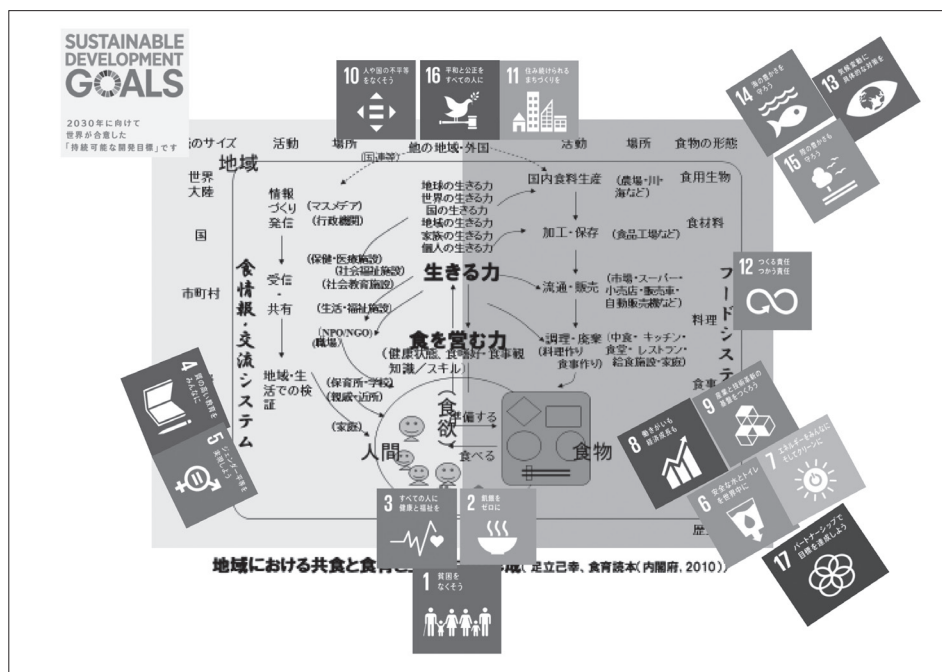 SUSTAINABLE
DEVELOPMENT
GOALS
2030年に向けて
世界が合意した
「持続可能な開発目標」です
10 人や国の不平等
をなくそう
16 平和と公正を
すべての人に
11 住み続けられる
まちづくりを
14 海の豊かさを
守ろう
13 気候変動に
具体的な対策を
15 陸の豊かさも
守ろう
のサイズ
活動
場所
他の地域・外国
活動
場所
食物の形態
地域
世界
大陸
国
市町村
食情報・交流システム
情報
づくり
発信
(マスメデア)
(行政機関)
受信
・
共有
(保健・医療施設)
(社会福祉施設)
(社会教育施設)
(生活・福祉施設)
(NPO/NGO)
(職場)
地域・生
活での検
証
(保育所・学校)
(親戚・近所)
(家庭)
地球の生きる力
世界の生きる力
国の生きる力
地域の生きる力
家族の生きる力
個人の生きる力
生きる力
食を営む力
(健康状態、食嗜好・食事観
知識/スキル)
(食欲)
人間
準備する
食べる
食物
国内食料生産
(農場・川・
海など)
食用生物
加工・保存
(食品工場など)
食材料
流通・販売
(市場・スーパー・
小売店・販売車・
自動販売機など)
料理
調理・廃棄
(料理作り
食事作り)
(中食・キッチン・
食堂・レストラン・
給食施設・家庭)
食事
フードシステ
12 つくる責任
つかう責任
4 質の高い教育を
みんなに
5 ジェンダー平等を
実現しよう
9 産業と技術革新の
基盤をつくろう
8 働きがいも
経済成長も
7 エネルギーをみんなに
そしてクリーンに
6 安全な水とトイレ
を世界中に
17 パートナーシップで
目標を達成しよう
3 すべての人に
健康と福祉を
2 飢餓を
ゼロに
1 貧困を
なくそう
歴
地域における共食と食育と
成(足立己幸、食育読本(内閣府,2010))